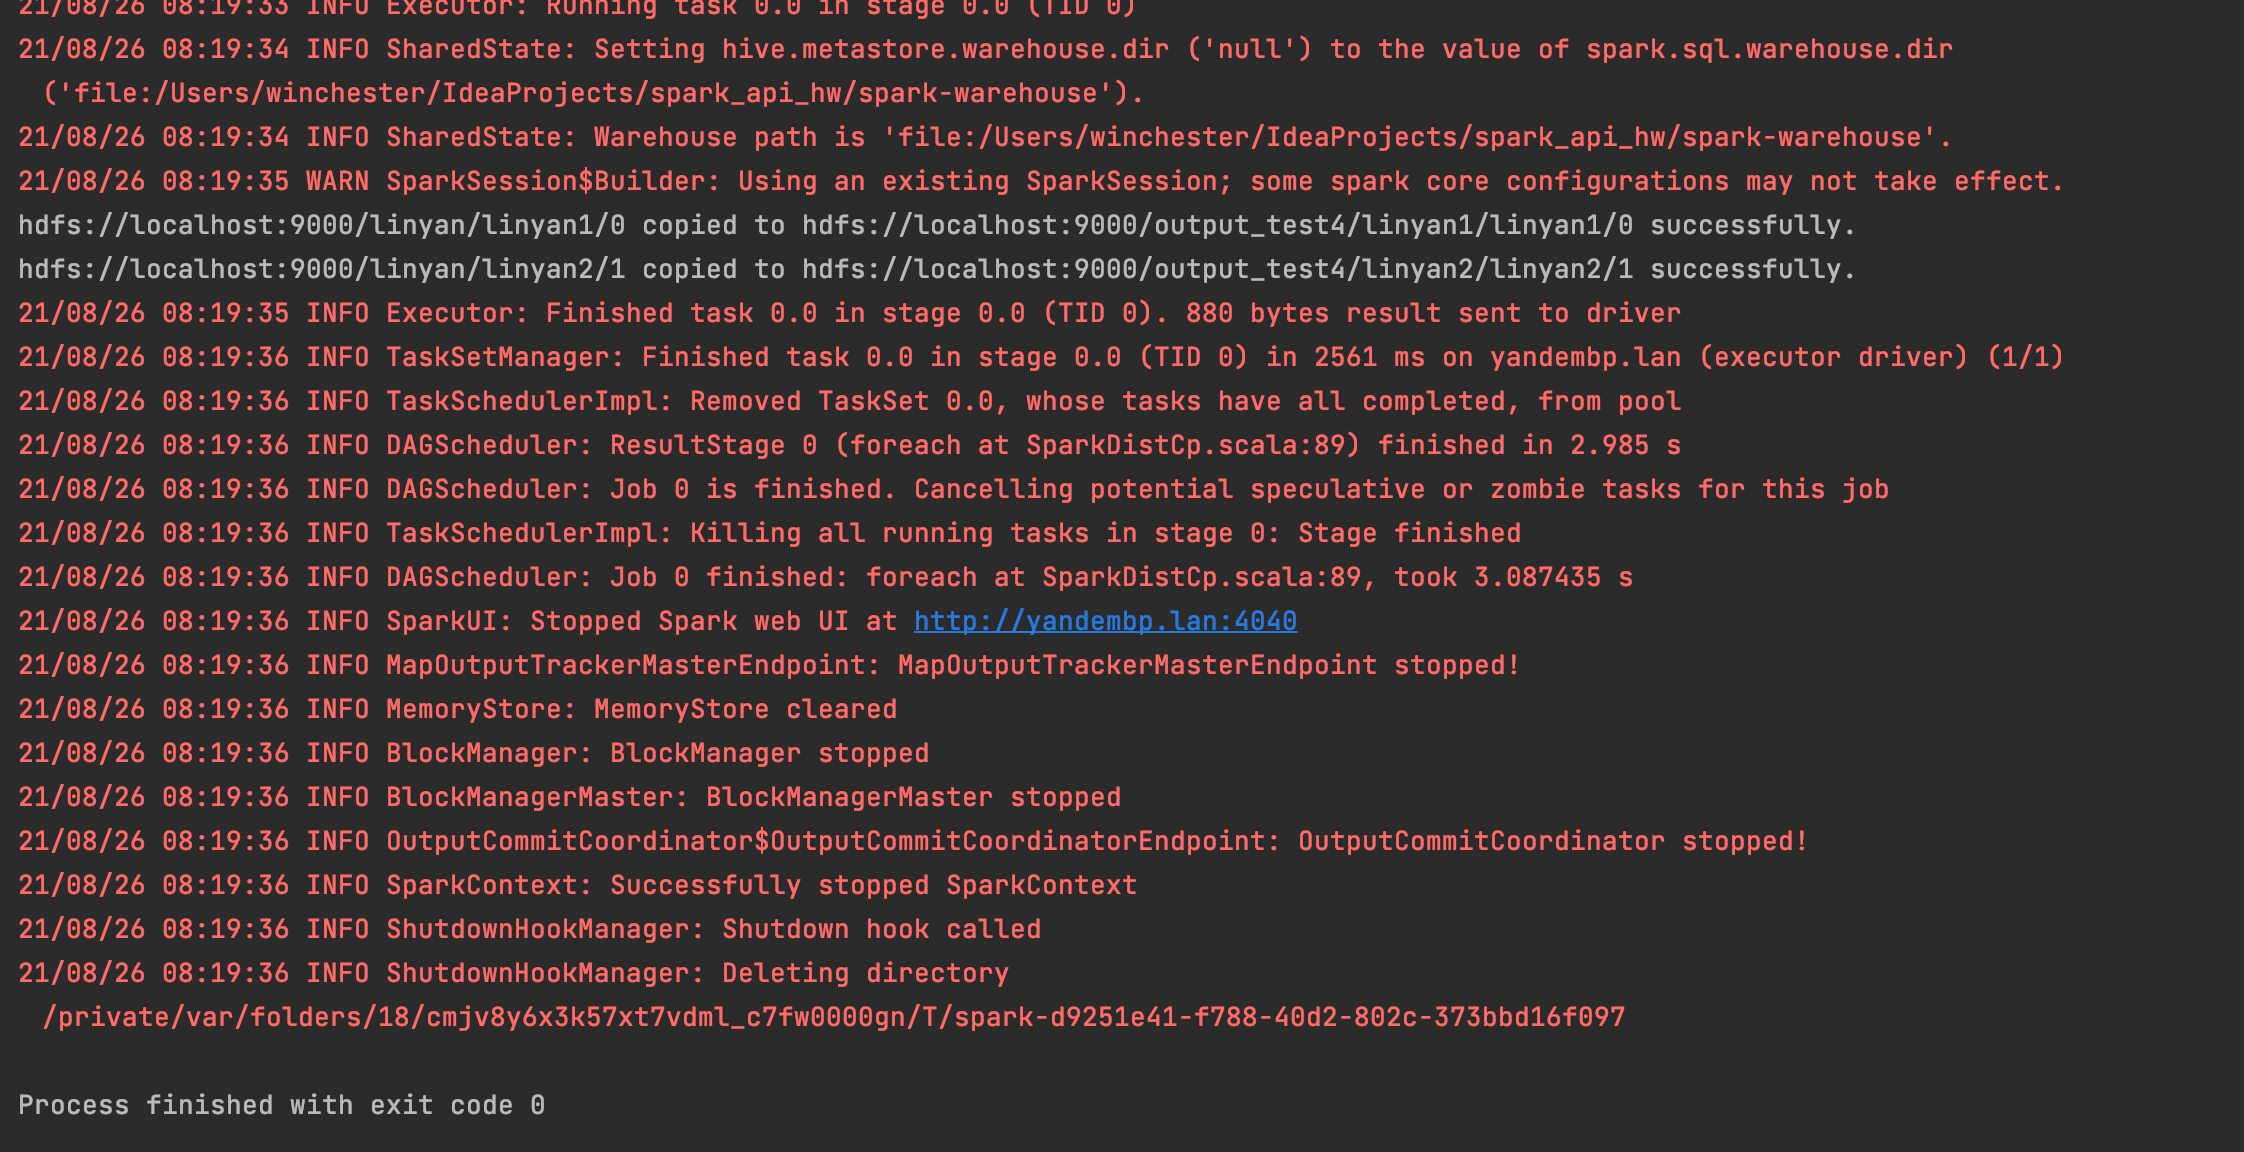 21/08/26 08:19:33 INFO Executor: Running task 0.0 in stage 0.0 (TID 0)
21/08/26 08:19:34 INFO SharedState: Setting hive.metastore.warehouse.dir ('null') to the value of spark.sql.warehouse.dir
('file:/Users/winchester/IdeaProjects/spark_api_hw/spark-warehouse').
21/08/26 08:19:34 INFO SharedState: Warehouse path is 'file:/Users/winchester/IdeaProjects/spark_api_hw/spark-warehouse'.
21/08/26 08:19:35 WARN SparkSession$Builder: Using an existing SparkSession; some spark core configurations may not take effect.
hdfs://localhost:9000/linyan/linyan1/0 copied to hdfs://localhost:9000/output_test4/linyan1/linyan1/0 successfully.
hdfs://localhost:9000/linyan/linyan2/1 copied to hdfs://localhost:9000/output_test4/linyan2/linyan2/1 successfully.
21/08/26 08:19:35 INFO Executor: Finished task 0.0 in stage 0.0 (TID 0). 880 bytes result sent to driver
21/08/26 08:19:36 INFO TaskSetManager: Finished task 0.0 in stage 0.0 (TID 0) in 2561 ms on yandembp.lan (executor driver) (1/1)
21/08/26 08:19:36 INFO TaskSchedulerImpl: Removed TaskSet 0.0, whose tasks have all completed, from pool
21/08/26 08:19:36 INFO DAGScheduler: ResultStage 0 (foreach at SparkDistCp.scala:89) finished in 2.985 s
21/08/26 08:19:36 INFO DAGScheduler: Job 0 is finished. Cancelling potential speculative or zombie tasks for this job
21/08/26 08:19:36 INFO TaskSchedulerImpl: Killing all running tasks in stage 0: Stage finished
21/08/26 08:19:36 INFO DAGScheduler: Job 0 finished: foreach at SparkDistCp.scala:89, took 3.087435 s
21/08/26 08:19:36 INFO SparkUI: Stopped Spark web UI at http://yandembp.lan:4040
21/08/26 08:19:36 INFO MapOutputTrackerMasterEndpoint: MapOutputTrackerMasterEndpoint stopped!
21/08/26 08:19:36 INFO MemoryStore: MemoryStore cleared
21/08/26 08:19:36 INFO BlockManager: BlockManager stopped
21/08/26 08:19:36 INFO BlockManagerMaster: BlockManagerMaster stopped
21/08/26 08:19:36 INFO OutputCommitCoordinator$OutputCommitCoordinatorEndpoint: OutputCommitCoordinator stopped!
21/08/26 08:19:36 INFO SparkContext: Successfully stopped SparkContext
21/08/26 08:19:36 INFO ShutdownHookManager: Shutdown hook called
21/08/26 08:19:36 INFO ShutdownHookManager: Deleting directory
/private/var/folders/18/cmjv8y6x3k57xt7vdml_c7fw0000gn/T/spark-d9251e41-f788-40d2-802c-373bbd16f097
Process finished with exit code 0